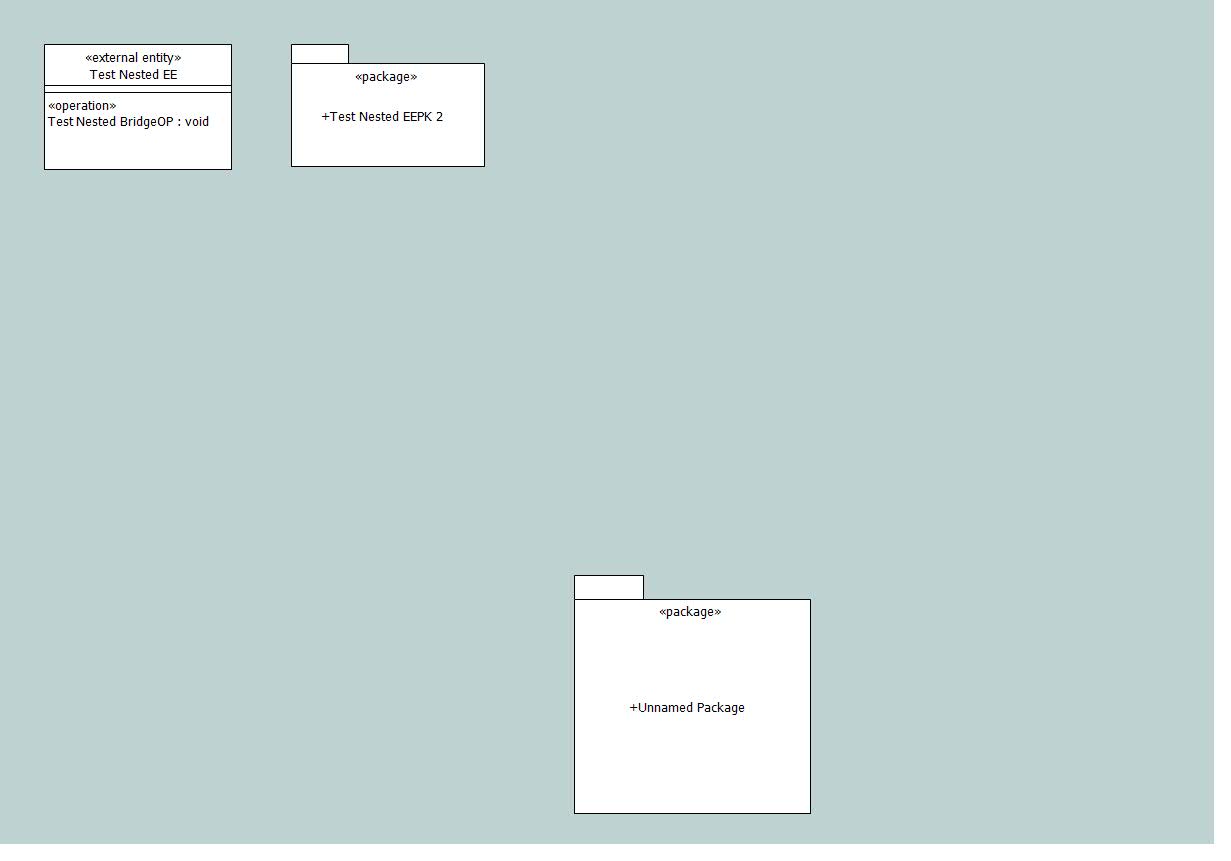 «external entity»
Test Nested EE
«operation»
Test Nested BridgeOP : void
«package»
+Test Nested EEPK 2
«package»
+Unnamed Package